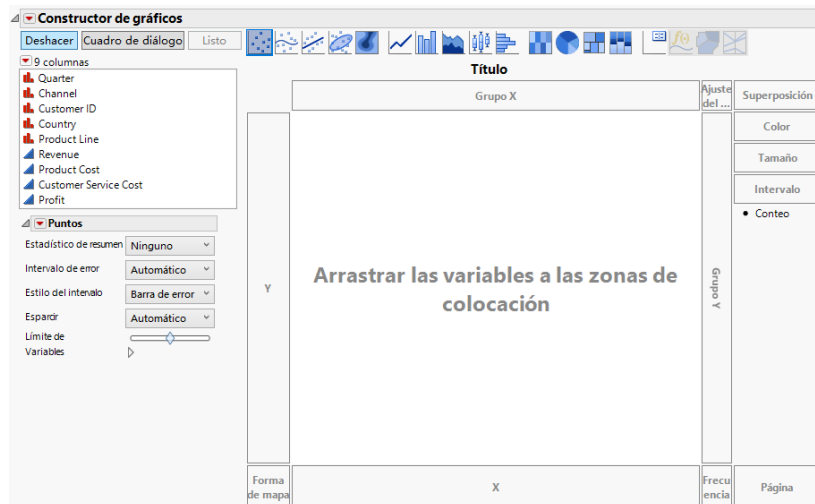 Constructor de gráficos
Deshacer Cuadro de diálogo Listo
9 columnas
Quarter
Channel
Customer ID
Country
Product Line
Revenue
Product Cost
Customer Service Cost
Profit
Puntos
Estadístico de resumen Ninguno
Intervalo de error Automático
Estilo del intervalo Barra de error
Esparcir Automático
Límite de
Variables
Título
Grupo X
Ajuste
del ...
Superposición
Color
Tamaño
Intervalo
Conteo
Y
Arrastrar las variables a las zonas de
colocación
Grupo Y
Forma
de mapa
X
Frecu
encia
Página